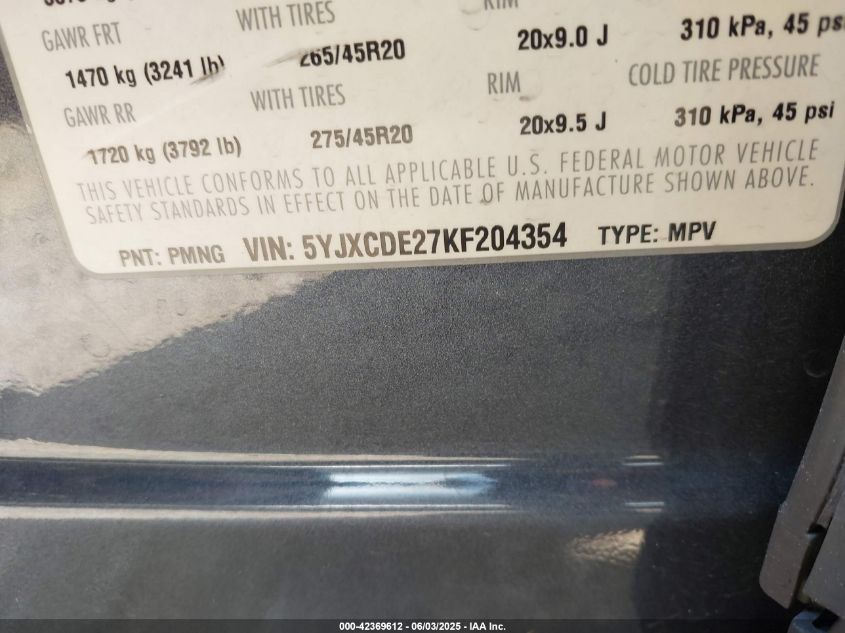 GAWR FRT WITH TIRES RIM
1470 kg (3241 lb) 265/45R20 20x9.0 J 310 kPa, 45 psi
GAWR RR WITH TIRES RIM COLD TIRE PRESSURE
1720 kg (3792 lb) 275/45R20 20x9.5 J 310 kPa, 45 psi
THIS VEHICLE CONFORMS TO ALL APPLICABLE U.S. FEDERAL MOTOR VEHICLE
SAFETY STANDARDS IN EFFECT ON THE DATE OF MANUFACTURE SHOWN ABOVE.
PNT: PMNG VIN: 5YJXCDE27KF204354 TYPE: MPV
000-42369612 - 06/03/2025 - IAA Inc.